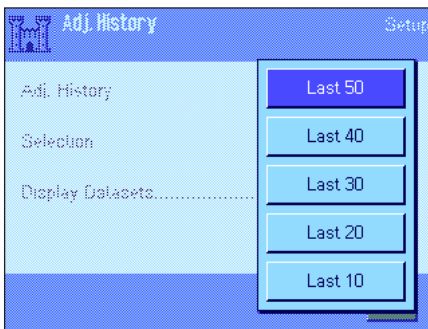 Adj. History
Setup
Adj. History
Selection
Display Datasets...................
Last 50
Last 40
Last 30
Last 20
Last 10